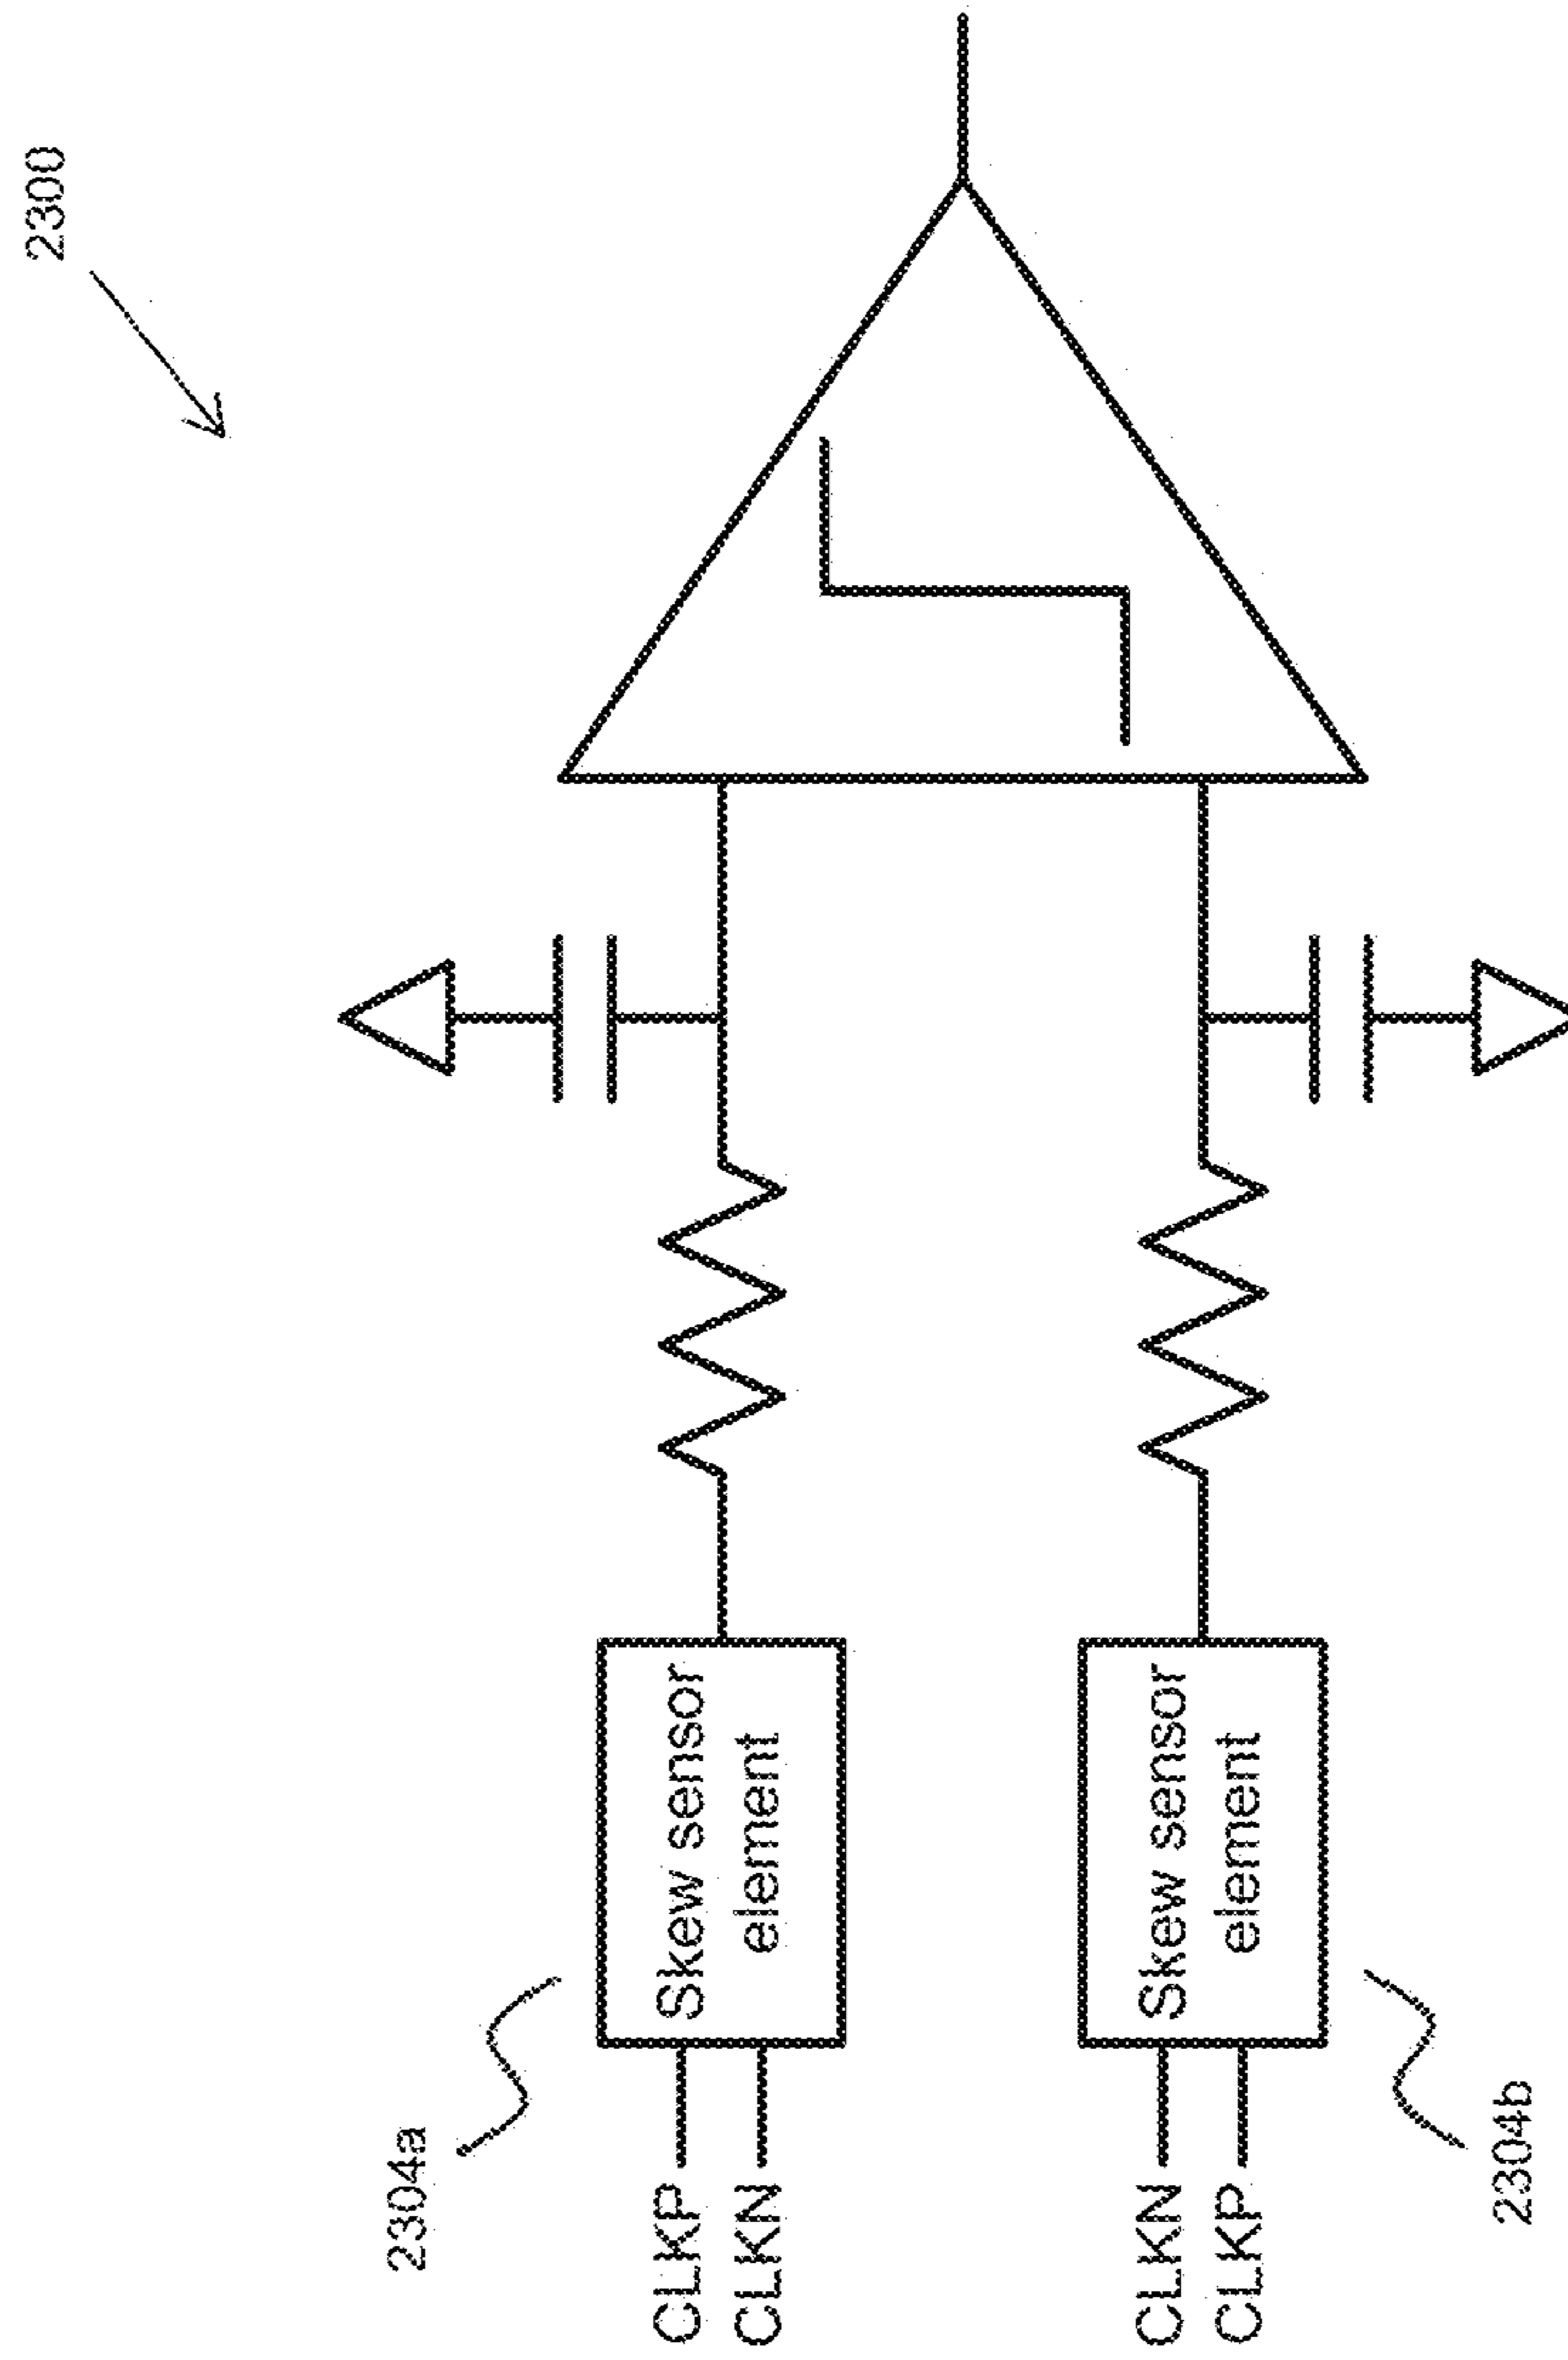 2300
2304a
CLKP
CLKN
Skew sensor
element
CLKN
CLKP
Skew sensor
element
2304b